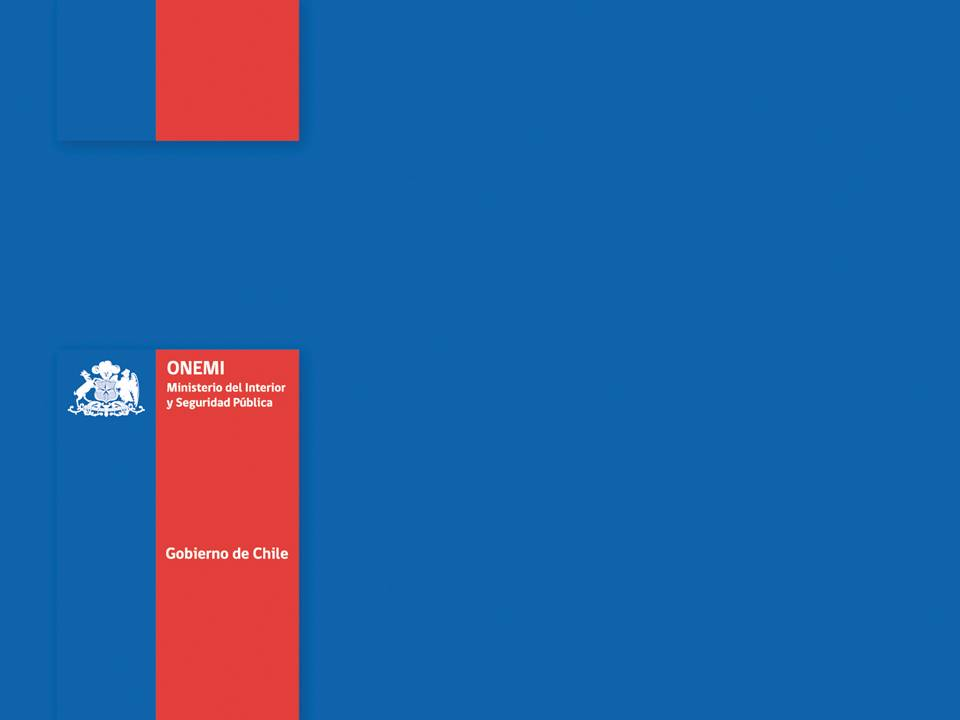 ONEMI
Ministerio del Interior
y Seguridad Pública
Gobierno de Chile